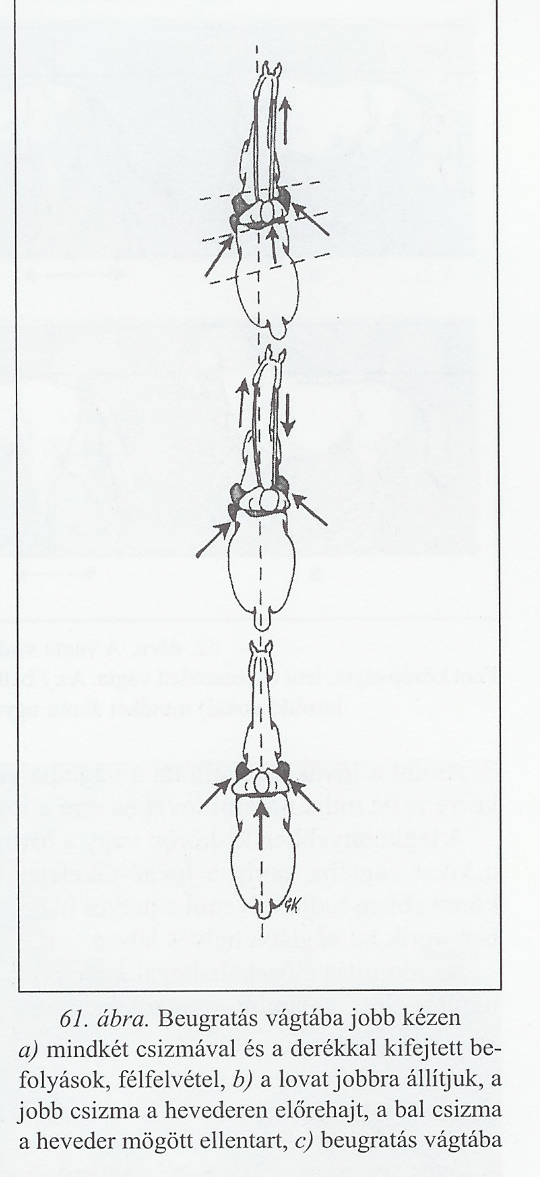 GK
61. ábra. Beugratás vágtába jobb kézen
a) mindkét csizmával és a derékkal kifejtett be-
folyások, félfelvétel, b) a lovat jobbra állítjuk, a
jobb csizma a hevederen előrehajt, a bal csizma
a heveder mögött ellentart, c) beugratás vágtába